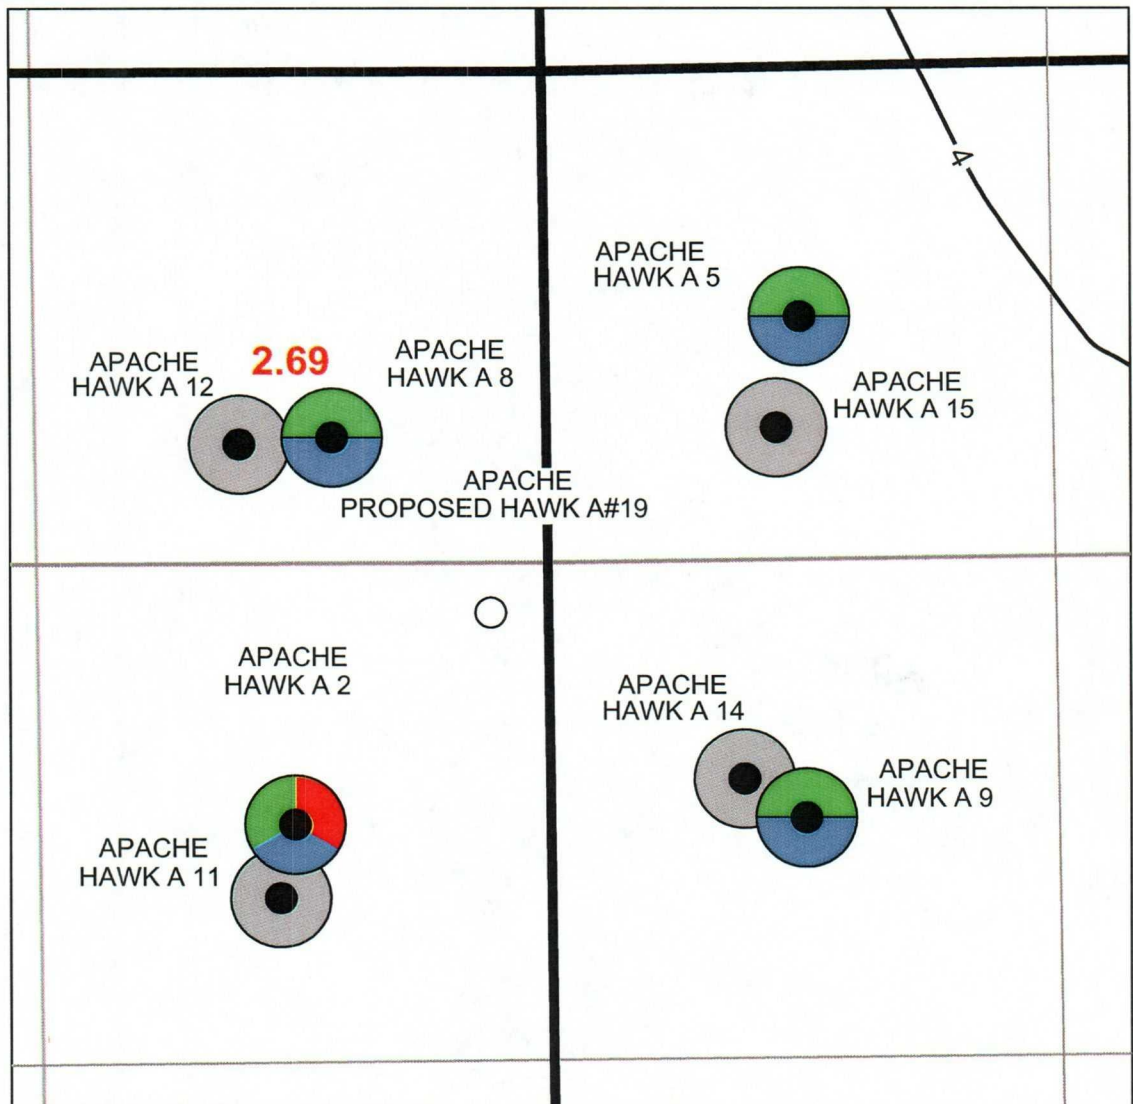 4
APACHE
HAWK A 5
2.69
APACHE
HAWK A 12
APACHE
HAWK A 8
APACHE
HAWK A 15
APACHE
PROPOSED HAWK A#19
APACHE
HAWK A 2
APACHE
HAWK A 14
APACHE
HAWK A 9
APACHE
HAWK A 11